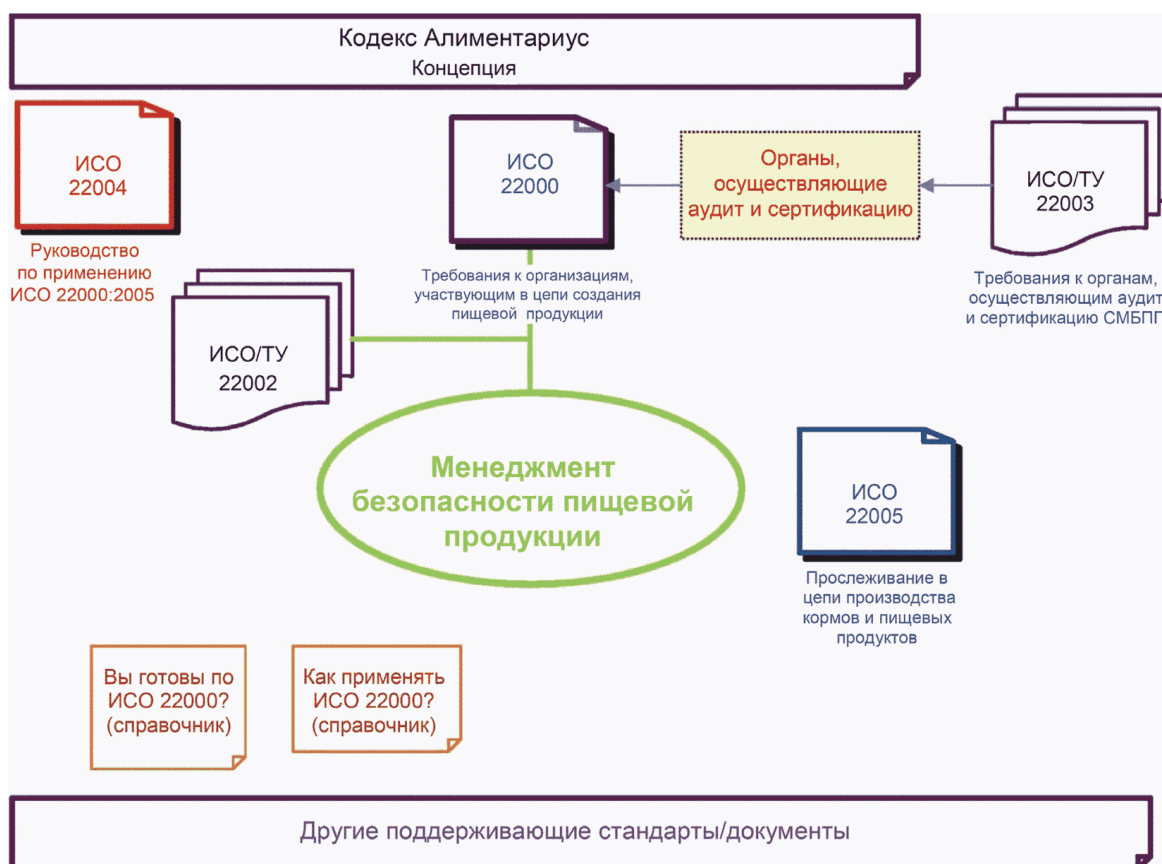 Кодекс Алиментариус
Концепция
ИСО
22004
Руководство
по применению
ИСО 22000:2005
ИСО
22000
Требования к организациям,
участвующим в цепи создания
пищевой продукции
Органы,
осуществляющие
аудит и сертификацию
ИСО/ТУ
22003
Требования к органам,
осуществляющим аудит
и сертификацию СМБПП
ИСО/ТУ
22002
Менеджмент
безопасности пищевой
продукции
ИСО
22005
Прослеживание в
цепи производства
кормов и пищевых
продуктов
Вы готовы по
ИСО 22000?
(справочник)
Как применять
ИСО 22000?
(справочник)
Другие поддерживающие стандарты/документы